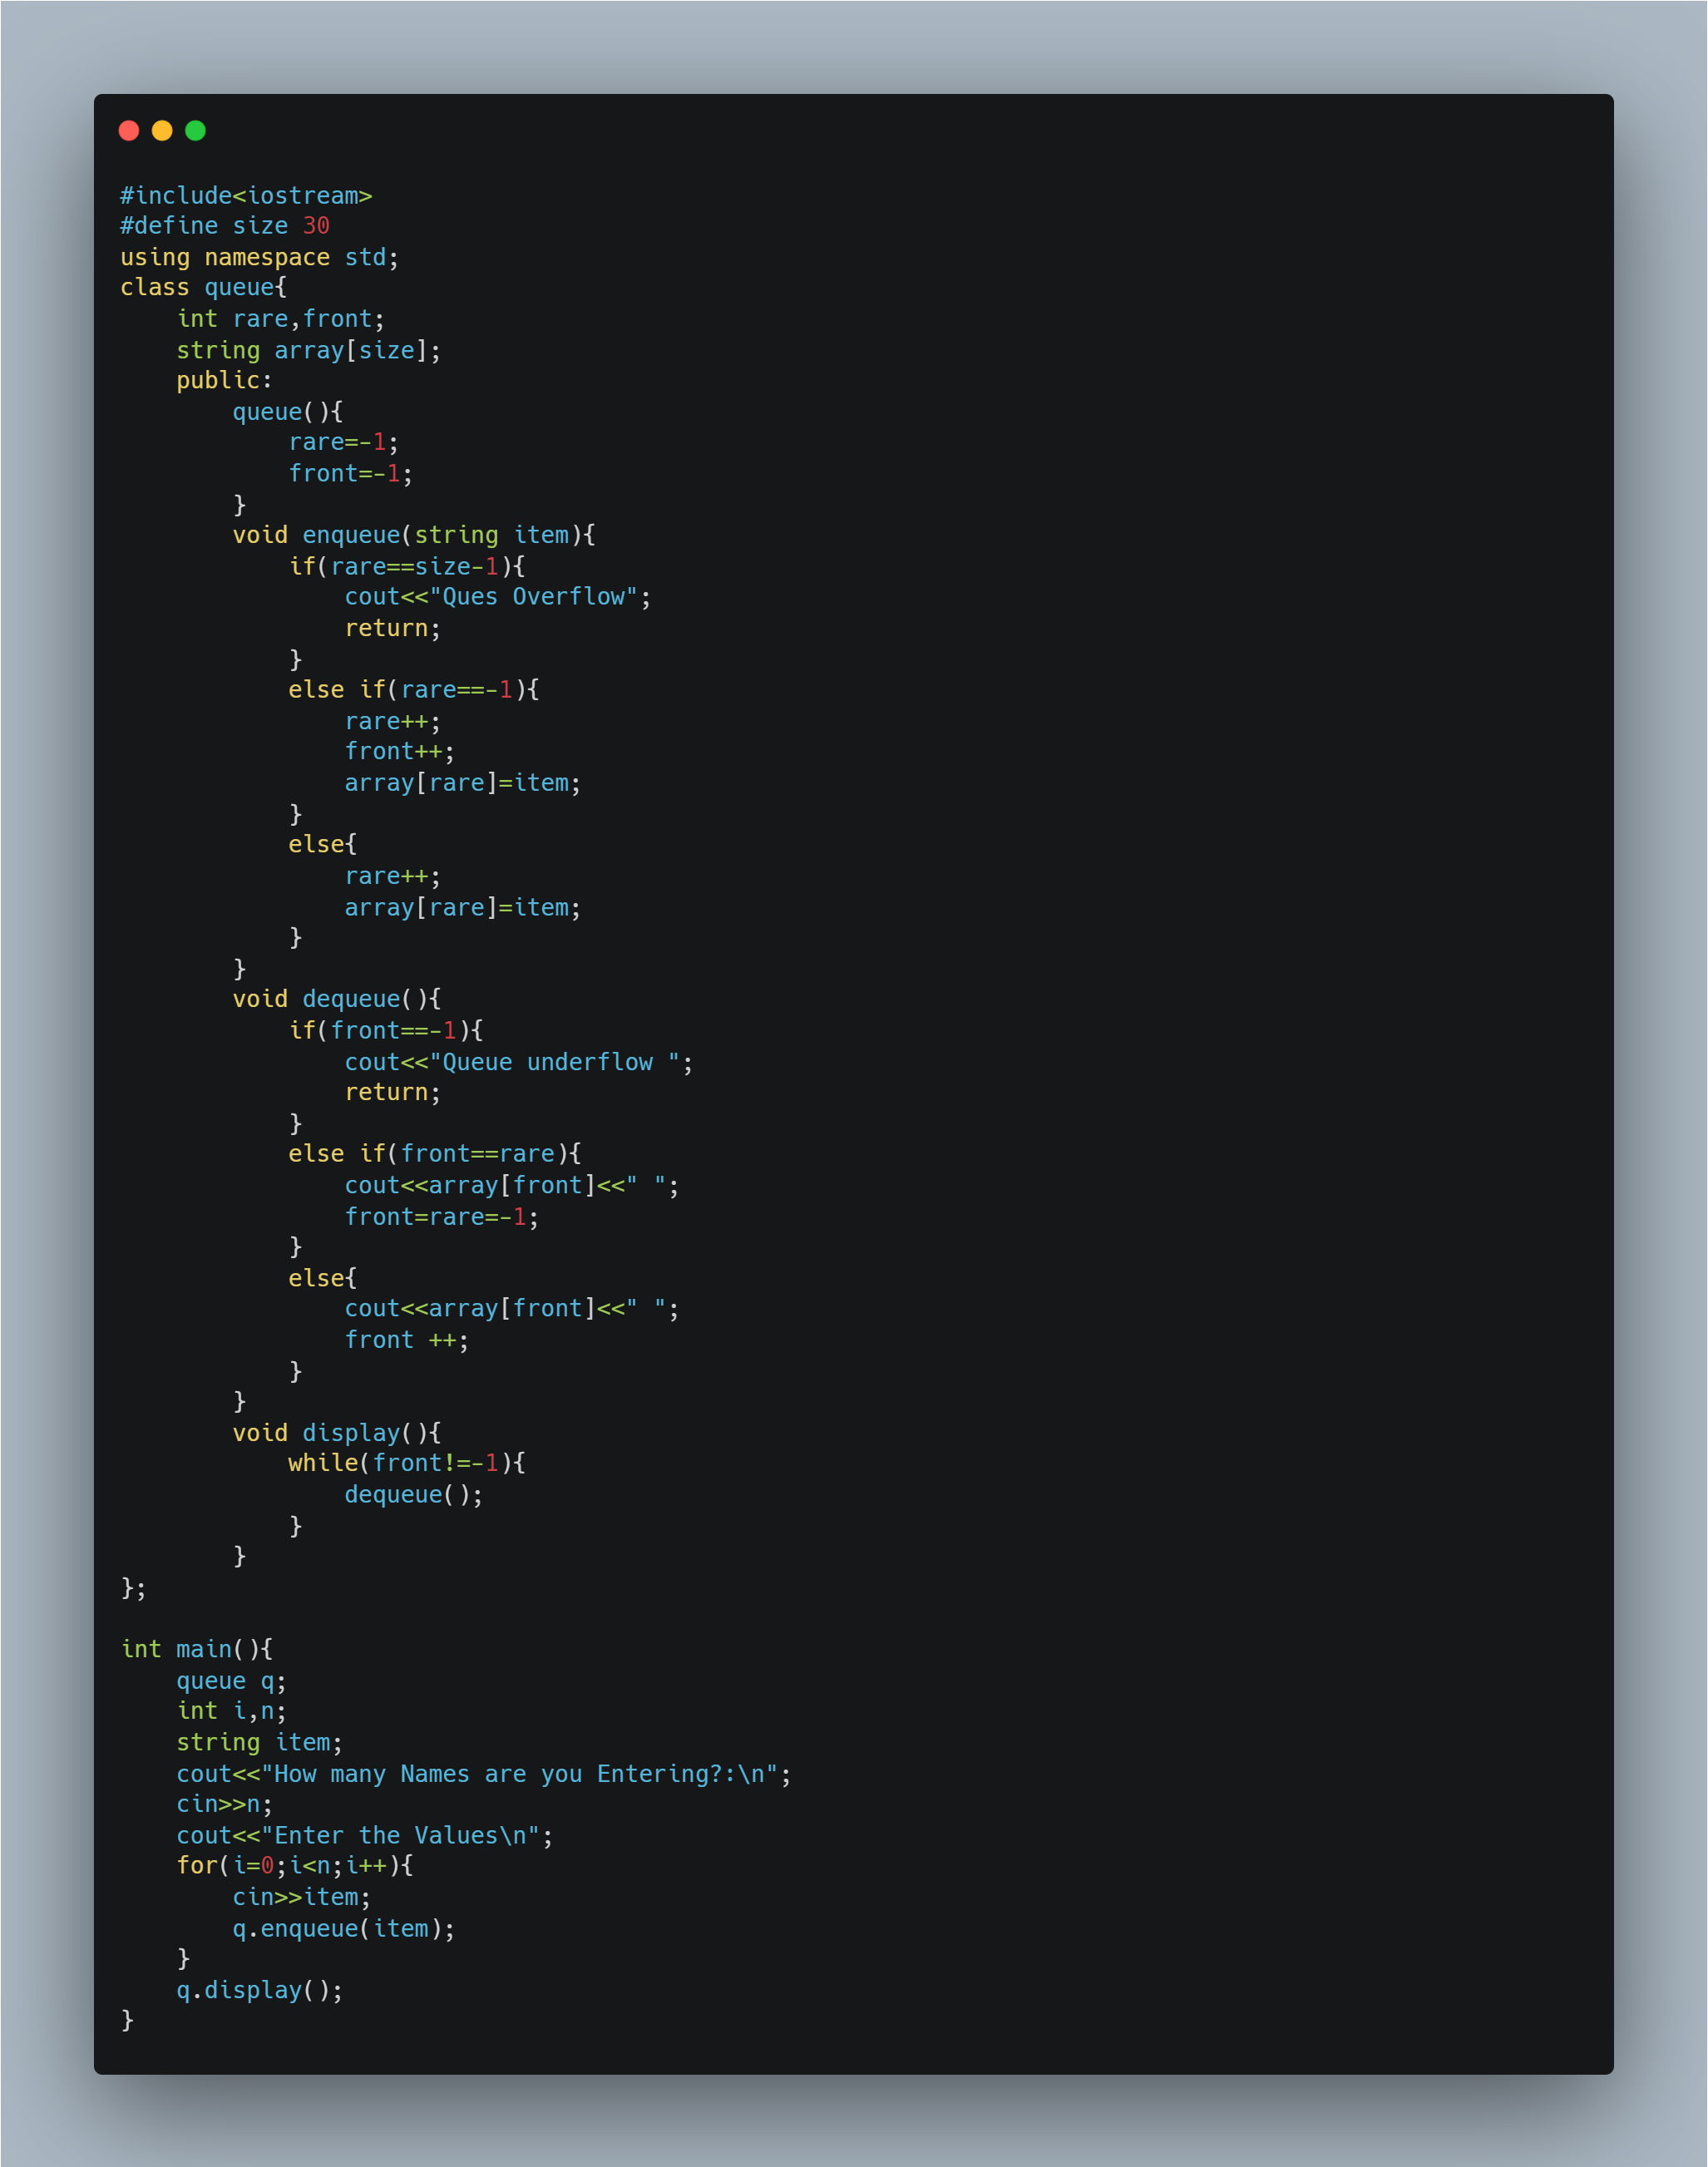 #include<iostream>
#define size 30
using namespace std;
class queue{
    int rare,front;
    string array[size];
    public:
        queue(){
            rare=-1;
            front=-1;
        }
        void enqueue(string item){
            if(rare==size-1){
                cout<<"Ques Overflow";
                return;
            }
            else if(rare==-1){
                rare++;
                front++;
                array[rare]=item;
            }
            else{
                rare++;
                array[rare]=item;
            }
        }
        void dequeue(){
            if(front==-1){
                cout<<"Queue underflow ";
                return;
            }
            else if(front==rare){
                cout<<array[front]<<" ";
                front=rare=-1;
            }
            else{
                cout<<array[front]<<" ";
                front ++;
            }
        }
        void display(){
            while(front!=-1){
                dequeue();
            }
        }
};

int main(){
    queue q;
    int i,n;
    string item;
    cout<<"How many Names are you Entering?:\n";
    cin>>n;
    cout<<"Enter the Values\n";
    for(i=0;i<n;i++){
        cin>>item;
        q.enqueue(item);
    }
    q.display();
}